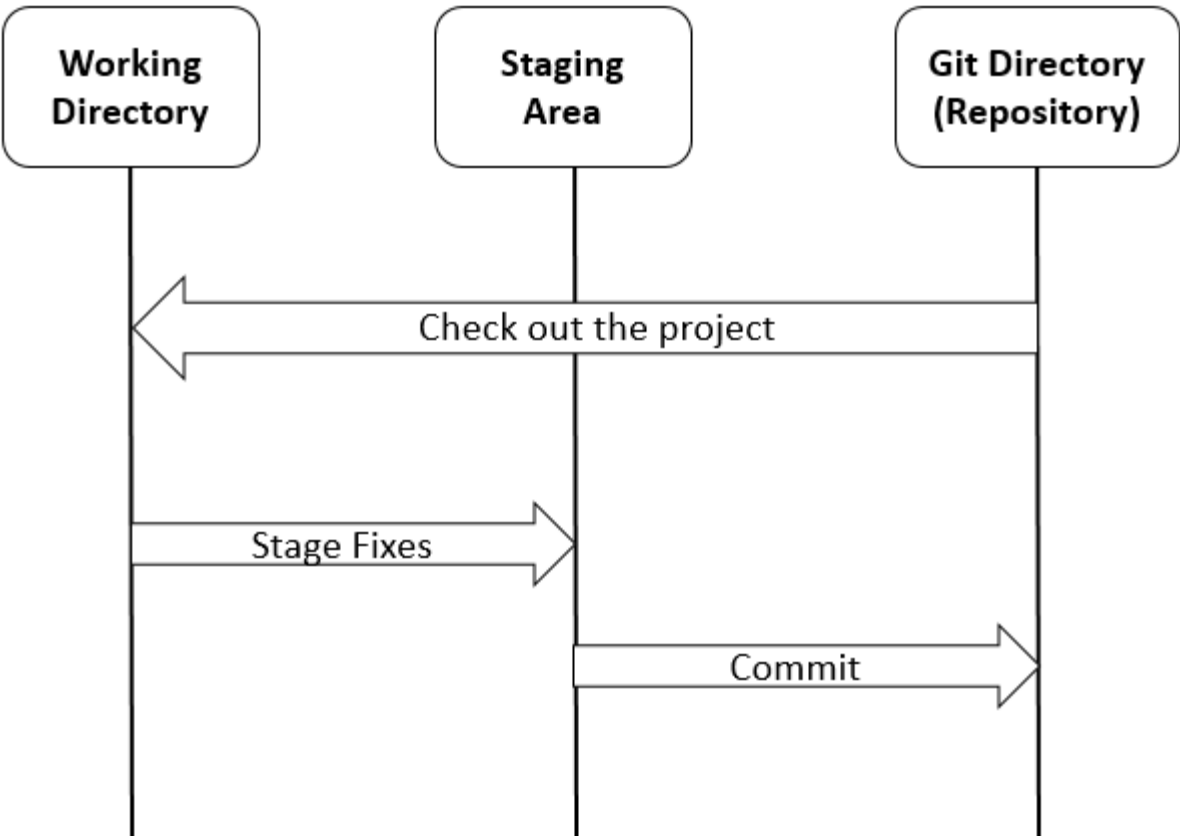 Working
Directory
Staging
Area
Git Directory
(Repository)
Check out the project
Stage Fixes
Commit